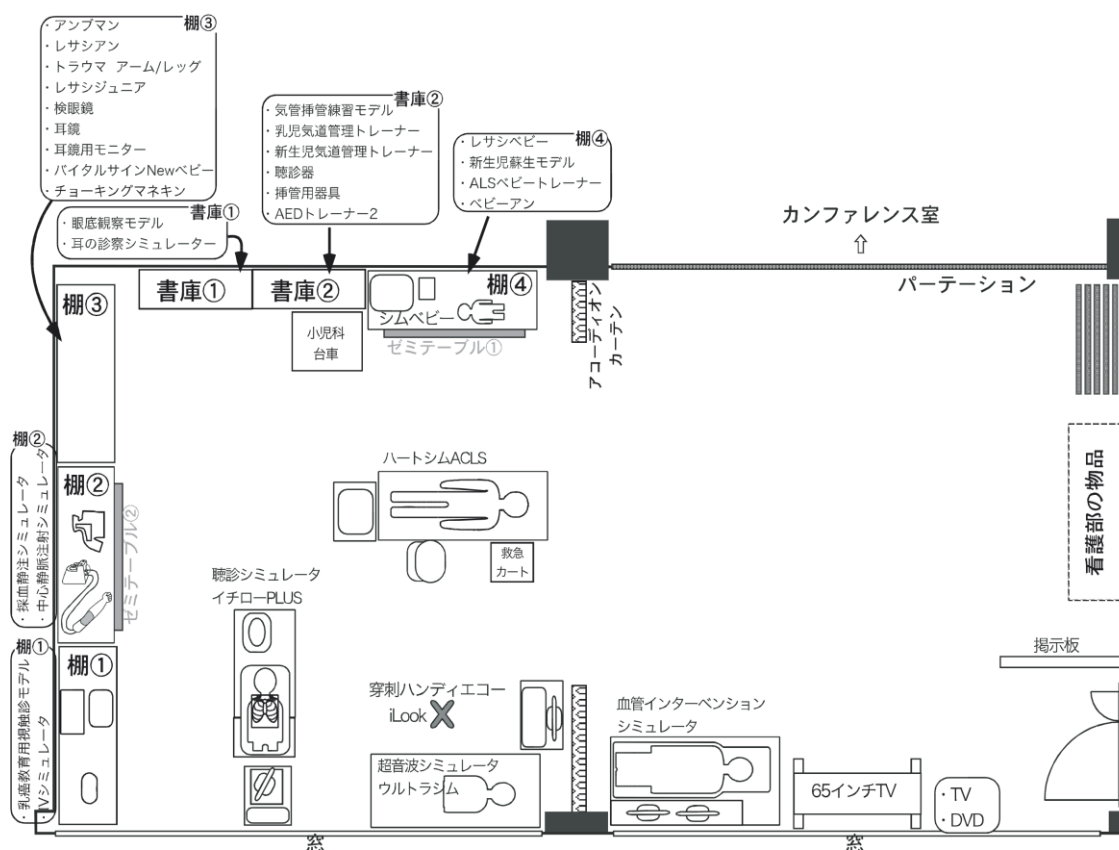 棚③
・アンブマン
・レサシアン
・トラウマ アーム/レッグ
・レサシジュニア
・検眼鏡
・耳鏡
・耳鏡用モニター
・バイタルサインNewベビー
・チョーキングマネキン
書庫①
・眼底観察モデル
・耳の診察シミュレーター
書庫②
・気管挿管練習モデル
・乳児気道管理トレーナー
・新生児気道管理トレーナー
・聴診器
・挿管用器具
・AEDトレーナー2
棚④
・レサシベビー
・新生児蘇生モデル
・ALSベビートレーナー
・ベビーアン
カンファレンス室
⇧
パーテーション
棚③
書庫①
書庫②
棚④
シムベビー
ゼミテーブル①
小児科
台車
アコーディオン
カーテン
棚②
・採血静注シミュレータ
・中心静脈注射シミュレータ
棚②
ゼミテーブル②
ハートシムACLS
救急
カート
看護部の物品
聴診シミュレータ
イチローPLUS
棚①
・乳癌教育用視触診モデル
・IVシミュレータ
棚①
穿刺ハンディエコー
iLook
超音波シミュレータ
ウルトラシム
血管インターベンション
シミュレータ
65インチTV
・TV
・DVD
掲示板
窓
窓